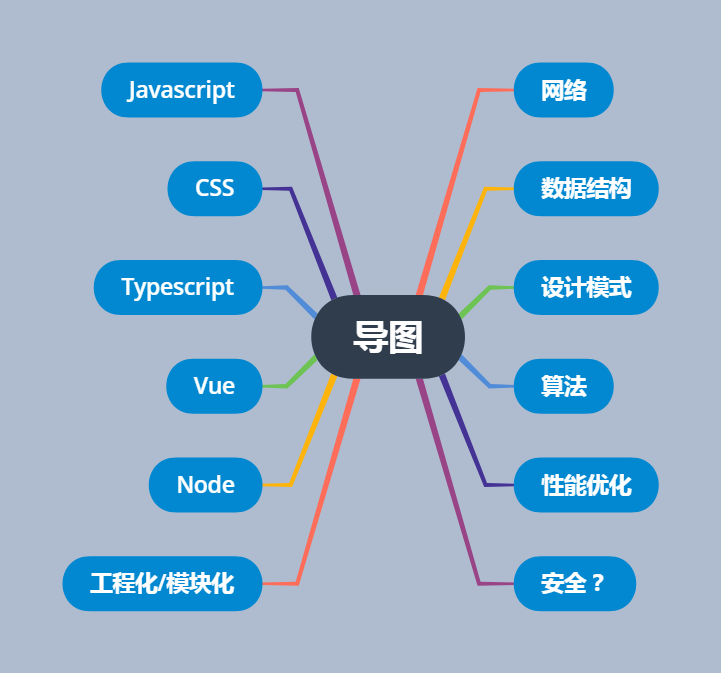 Javascript
CSS
Typescript
Vue
Node
工程化/模块化
导图
网络
数据结构
设计模式
算法
性能优化
安全？